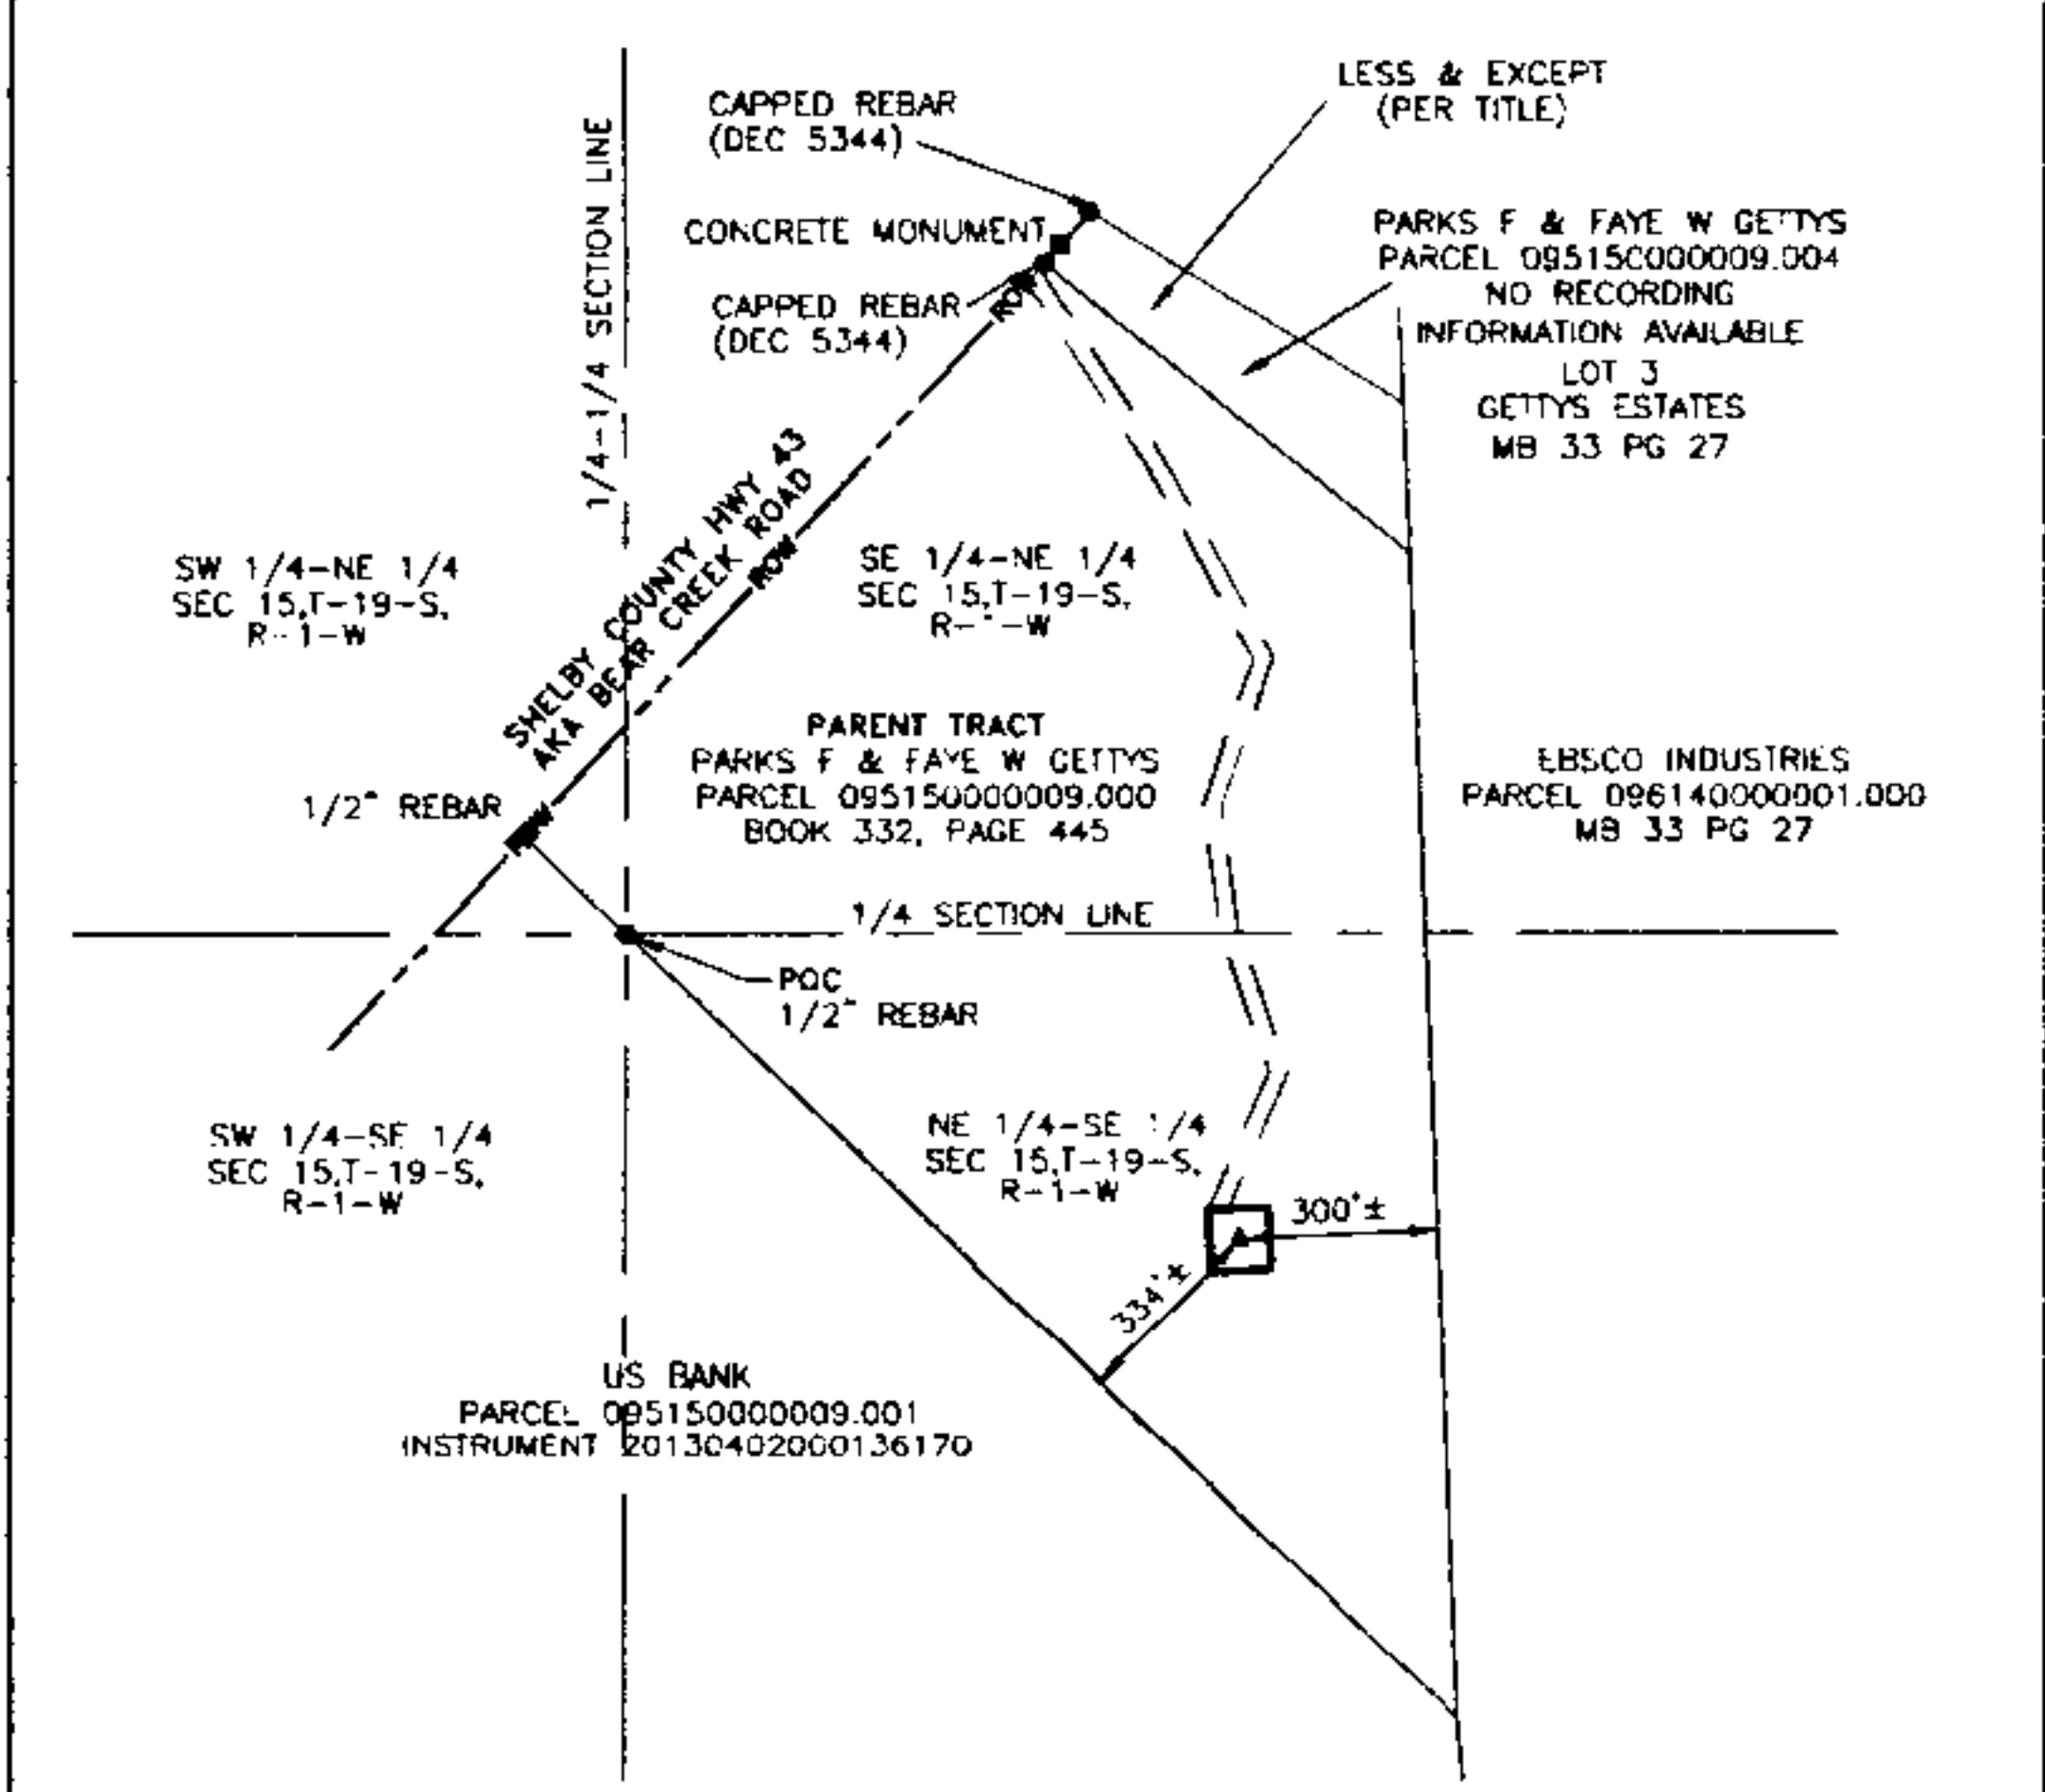 LESS & EXCEPT
(PER TITLE)
CAPPED REBAR
(DEC 5344)
1/4-1/4 SECTION LINE
CONCRETE MONUMENT
PARKS F & FAYE W GETTYS
PARCEL 09515C000009.004
NO RECORDING
INFORMATION AVAILABLE
LOT 3
GETTYS ESTATES
MB 33 PG 27
CAPPED REBAR
(DEC 5344)
ROW
SHELBY COUNTY HWY 43
AKA BEAR CREEK ROAD
ROW
SW 1/4-NE 1/4
SEC 15,T-19-S,
R-1-W
SE 1/4-NE 1/4
SEC 15,T-19-S,
R-1-W
PARENT TRACT
PARKS F & FAYE W GETTYS
PARCEL 095150000009.000
BOOK 332, PAGE 445
EBSCO INDUSTRIES
PARCEL 096140000001.000
MB 33 PG 27
1/2" REBAR
1/4 SECTION LINE
POC
1/2" REBAR
SW 1/4-SE 1/4
SEC 15,T-19-S,
R-1-W
NE 1/4-SE 1/4
SEC 15,T-19-S,
R-1-W
300'±
334'±
US BANK
PARCEL 095150000009.001
INSTRUMENT 20130402000136170